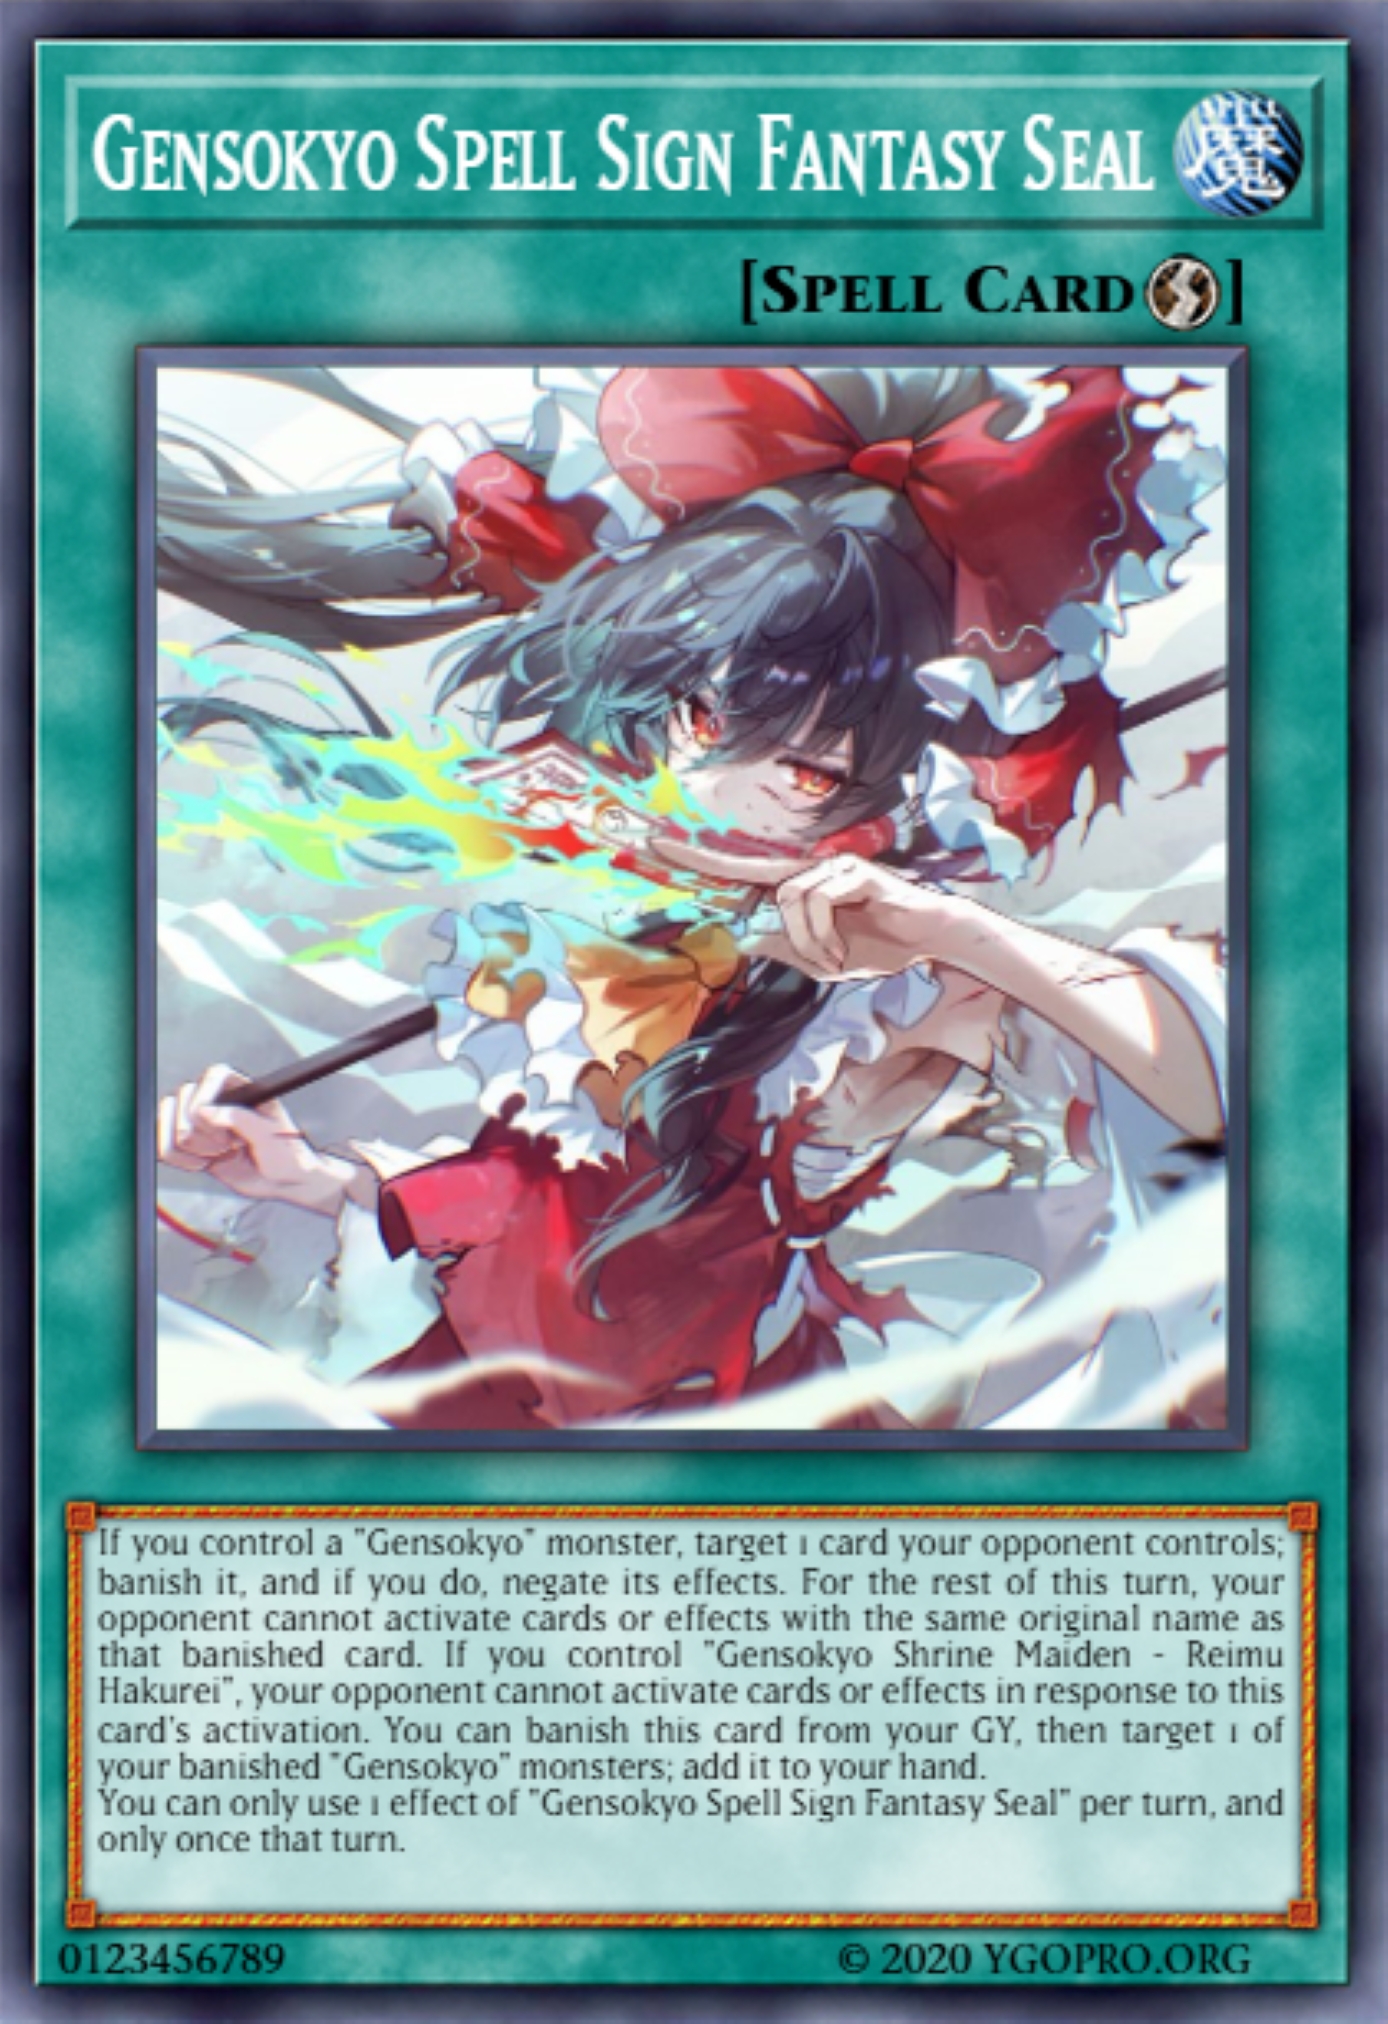 GENSOKYO SPELL SIGN FANTASY SEAL
SPELL
魔
[SPELL CARD]
If you control a "Gensokyo" monster, target 1 card your opponent controls;
banish it, and if you do, negate its effects. For the rest of this turn, your
opponent cannot activate cards or effects with the same original name as
that banished card. If you control "Gensokyo Shrine Maiden - Reimu
Hakurei", your opponent cannot activate cards or effects in response to this
card's activation. You can banish this card from your GY, then target 1 of
your banished "Gensokyo" monsters; add it to your hand.
You can only use 1 effect of "Gensokyo Spell Sign Fantasy Seal" per turn, and
only once that turn.
0123456789
© 2020 YGOPRO.ORG